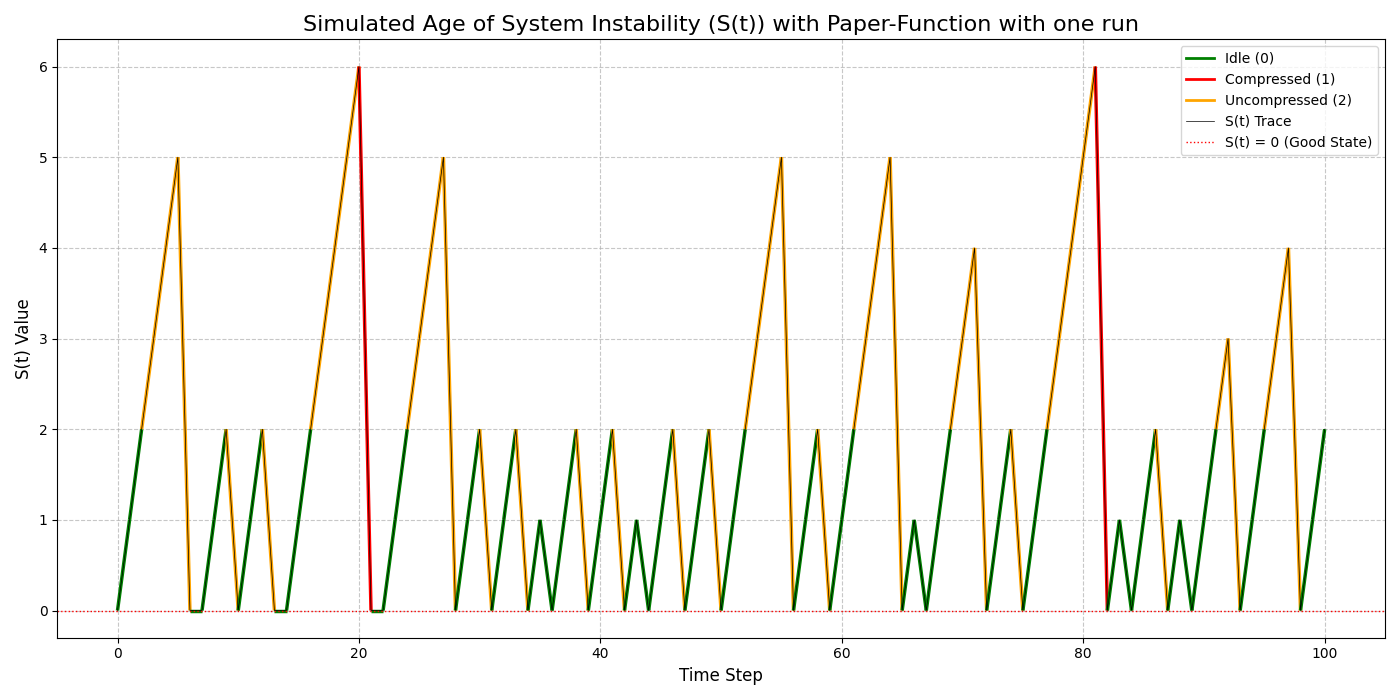 Simulated Age of System Instability (S(t)) with Paper-Function with one run
Idle (0)
Compressed (1)
Uncompressed (2)
S(t) Trace
S(t) = 0 (Good State)
S(t) Value
6
5
4
3
2
1
0
0 20 40 60 80 100
Time Step